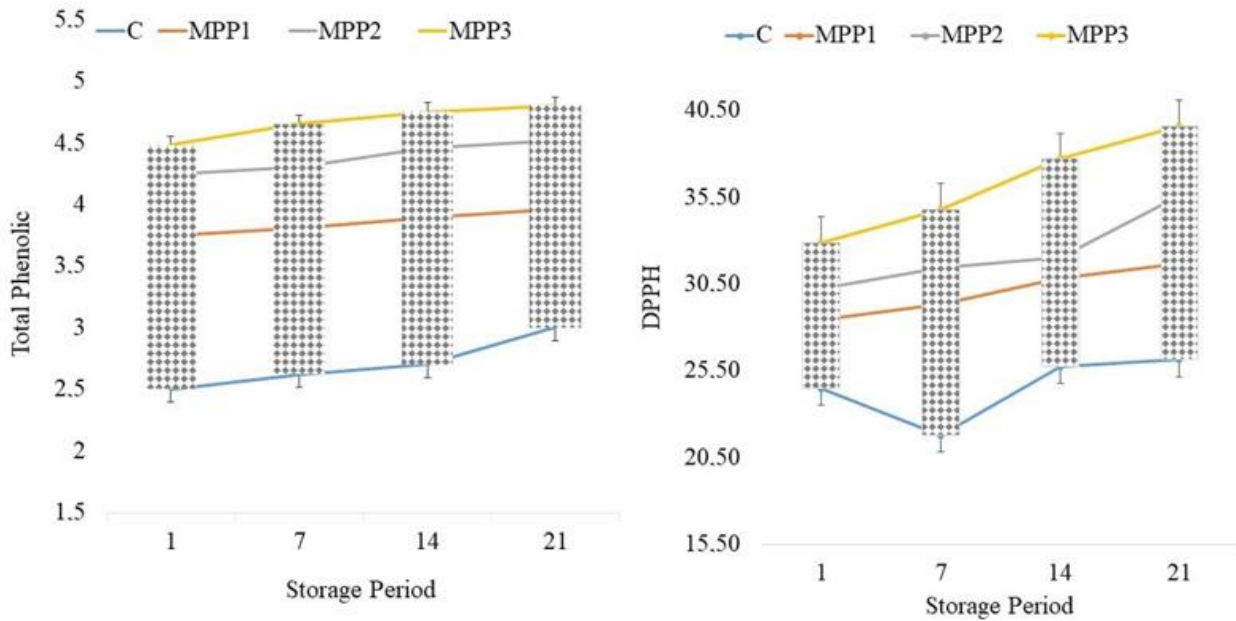 C MPP1 MPP2 MPP3
5.5
5
4.5
4
3.5
3
2.5
2
1.5
Total Phenolic
1 7 14 21
Storage Period
C MPP1 MPP2 MPP3
40.50
35.50
30.50
25.50
20.50
15.50
DPPH
1 7 14 21
Storage Period